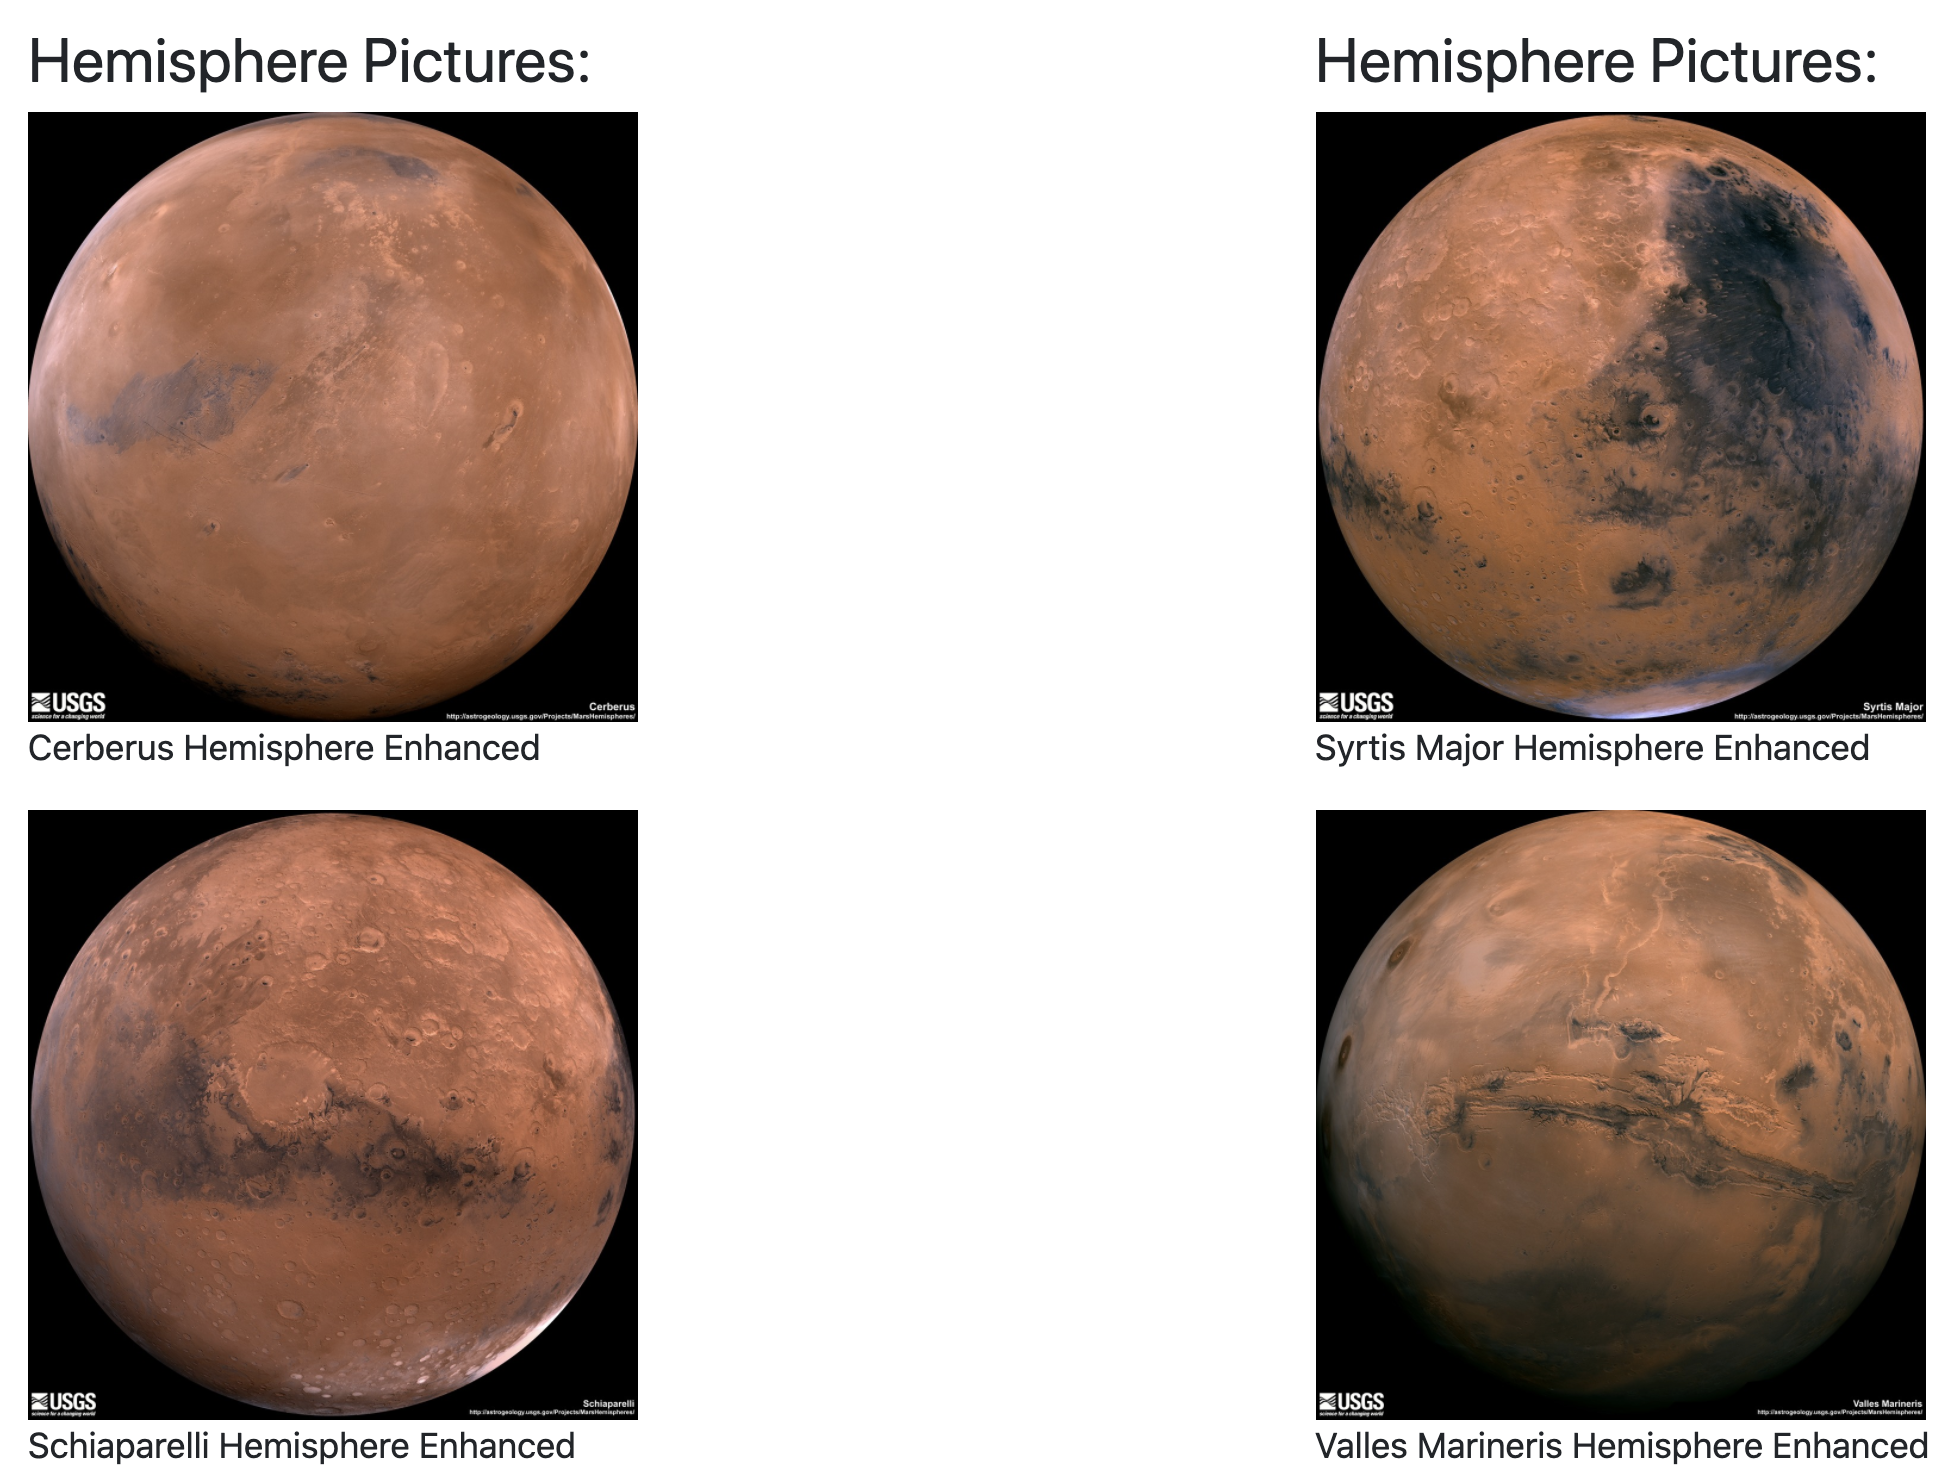 Hemisphere Pictures:
Hemisphere Pictures:
USGS
science for a changing world
Cerberus
http://astrogeology.usgs.gov/Projects/MarsHemispheres/
Cerberus Hemisphere Enhanced
USGS
science for a changing world
Syrtis Major
http://astrogeology.usgs.gov/Projects/MarsHemispheres/
Syrtis Major Hemisphere Enhanced
USGS
science for a changing world
Schiaparelli
http://astrogeology.usgs.gov/Projects/MarsHemispheres/
Schiaparelli Hemisphere Enhanced
USGS
science for a changing world
Valles Marineris
http://astrogeology.usgs.gov/Projects/MarsHemispheres/
Valles Marineris Hemisphere Enhanced